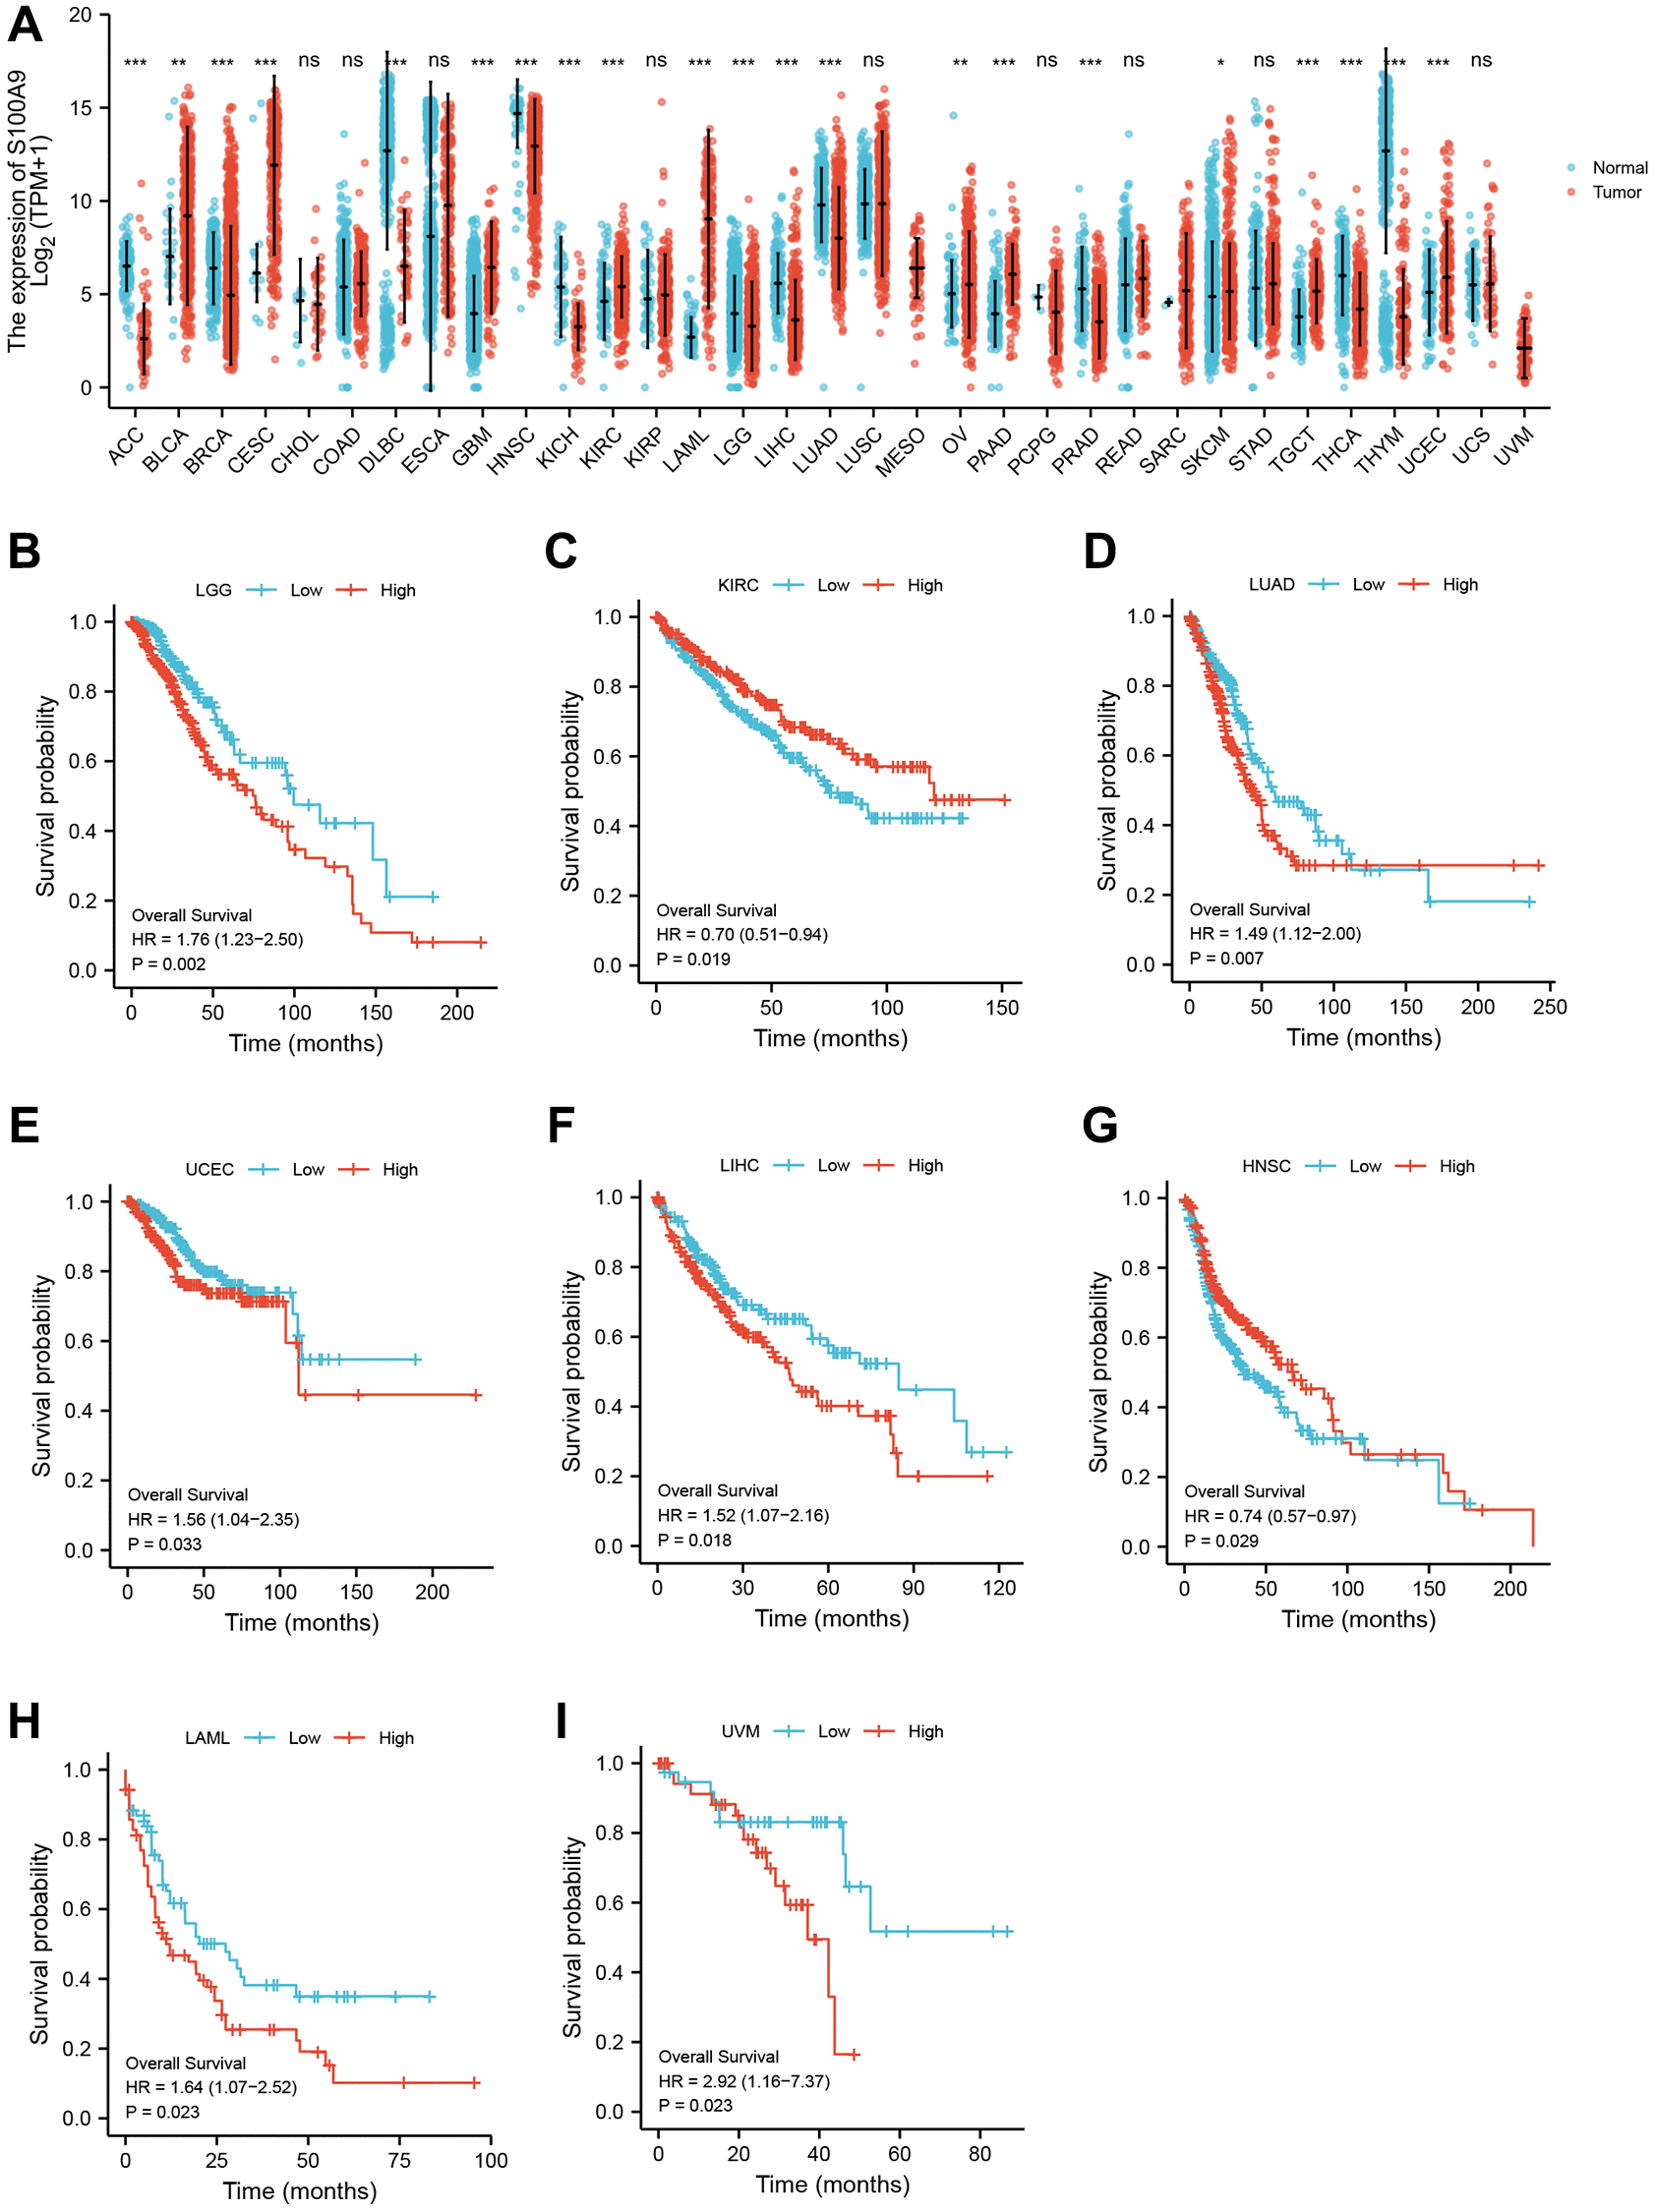 A
The expression of S100A9
Log2 (TPM+1)
20
15
10
5
0
*** ** *** *** ns ns *** ns *** *** *** *** ns *** *** *** *** ns ** *** ns *** ns * ns *** *** *** *** ns
Normal
Tumor
ACC BLCA BRCA CESC CHOL COAD DLBC ESCA GBM HNSC KICH KIRC KIRP LAML LGG LIHC LUAD LUSC MESO OV PAAD PCPG PRAD READ SARC SKCM STAD TGCT THCA THYM UCEC UCS UVM
B
LGG Low High
Survival probability
1.0
0.8
0.6
0.4
0.2
0.0
Overall Survival
HR = 1.76 (1.23−2.50)
P = 0.002
0 50 100 150 200
Time (months)
C
KIRC Low High
Survival probability
1.0
0.8
0.6
0.4
0.2
0.0
Overall Survival
HR = 0.70 (0.51−0.94)
P = 0.019
0 50 100 150
Time (months)
D
LUAD Low High
Survival probability
1.0
0.8
0.6
0.4
0.2
0.0
Overall Survival
HR = 1.49 (1.12−2.00)
P = 0.007
0 50 100 150 200 250
Time (months)
E
UCEC Low High
Survival probability
1.0
0.8
0.6
0.4
0.2
0.0
Overall Survival
HR = 1.56 (1.04−2.35)
P = 0.033
0 50 100 150 200
Time (months)
F
LIHC Low High
Survival probability
1.0
0.8
0.6
0.4
0.2
0.0
Overall Survival
HR = 1.52 (1.07−2.16)
P = 0.018
0 30 60 90 120
Time (months)
G
HNSC Low High
Survival probability
1.0
0.8
0.6
0.4
0.2
0.0
Overall Survival
HR = 0.74 (0.57−0.97)
P = 0.029
0 50 100 150 200
Time (months)
H
LAML Low High
Survival probability
1.0
0.8
0.6
0.4
0.2
0.0
Overall Survival
HR = 1.64 (1.07−2.52)
P = 0.023
0 25 50 75 100
Time (months)
I
UVM Low High
Survival probability
1.0
0.8
0.6
0.4
0.2
0.0
Overall Survival
HR = 2.92 (1.16−7.37)
P = 0.023
0 20 40 60 80
Time (months)